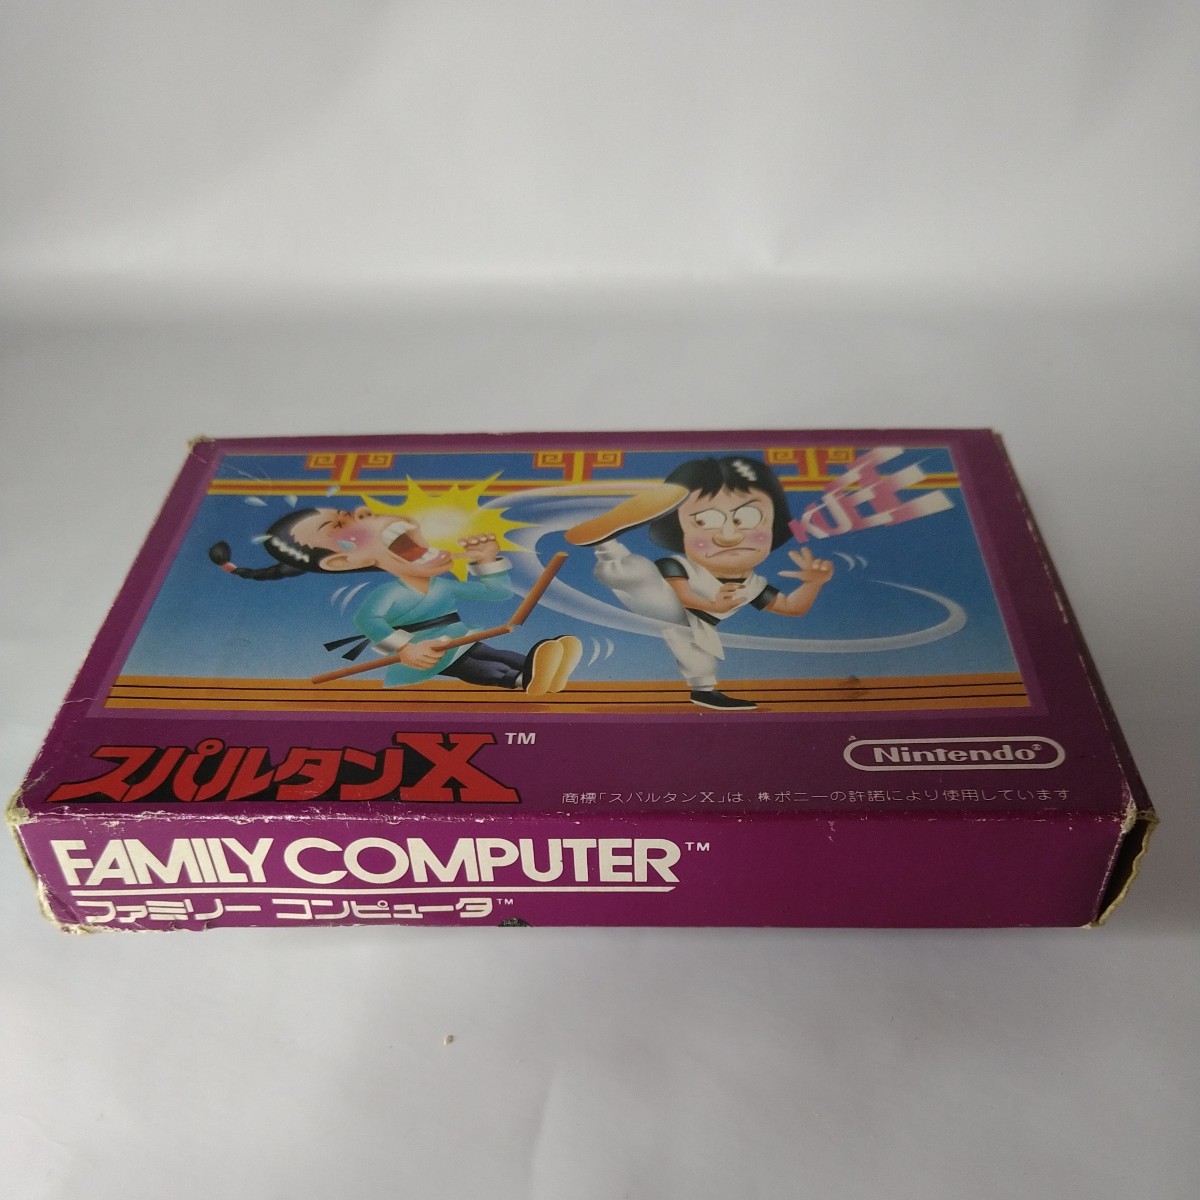 KUEEE
スパルタンX™
Nintendo®
商標「スパルタンX」は、㈱ポニーの許諾により使用しています
FAMILY COMPUTER™
ファミリー コンピュータ™